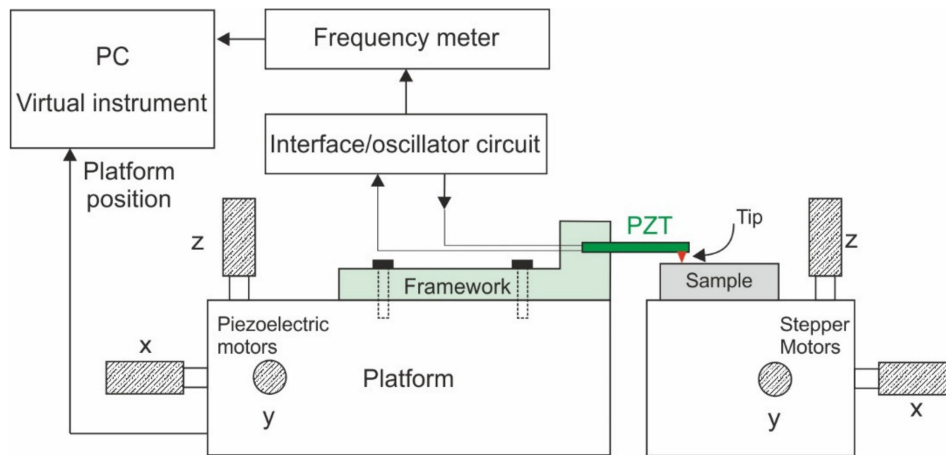 PC
Virtual instrument
Frequency meter
Interface/oscillator circuit
Platform
position
z
PZT
Tip
z
Framework
Sample
Piezoelectric
motors
Stepper
Motors
x
Platform
y
y
x